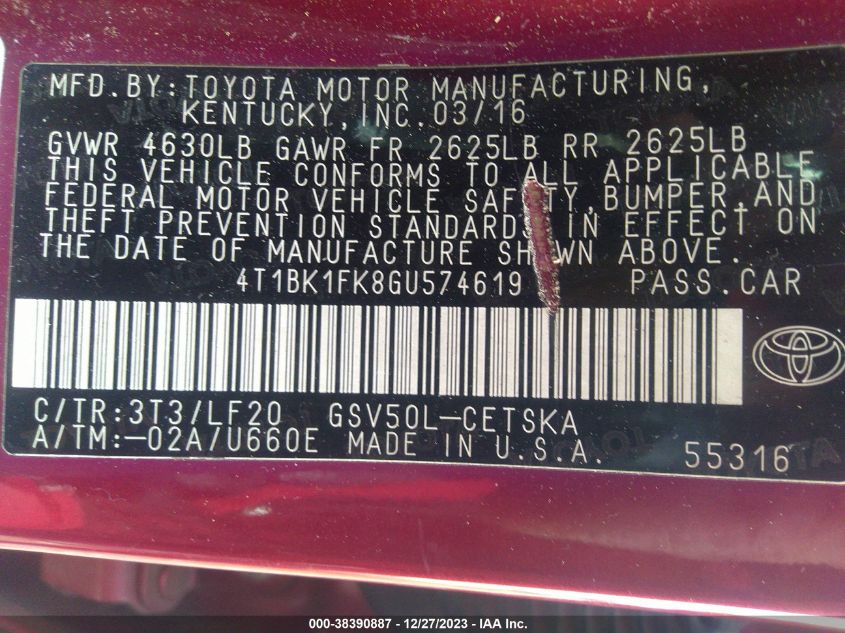 MFD.BY:TOYOTA MOTOR MANUFACTURING,
KENTUCKY,INC.03/16
GVWR 4630LB GAWR FR 2625LB RR 2625LB
THIS VEHICLE CONFORMS TO ALL APPLICABLE
FEDERAL MOTOR VEHICLE SAFETY,BUMPER,AND
THEFT PREVENTION STANDARDS IN EFFECT ON
THE DATE OF MANUFACTURE SHOWN ABOVE.
4T1BK1FK8GU574619 PASS.CAR
C/TR:3T3/LF20 GSV50L-CETSKA
A/TM:-02A/U660E MADE IN U.S.A. 55316
000-38390887 - 12/27/2023 - IAA Inc.